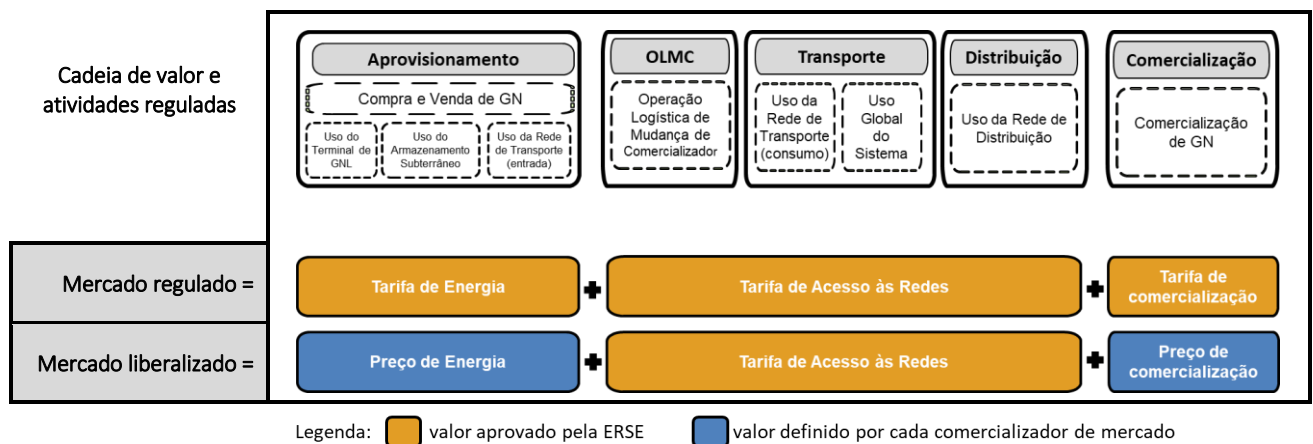 Cadeia de valor e
atividades reguladas
Aprovisionamento
Compra e Venda de GN
Uso do
Terminal de
GNL
Uso do
Armazenamento
Subterrâneo
Uso da Rede
de Transporte
(entrada)
OLMC
Operação
Logística de
Mudança de
Comercializador
Transporte
Uso da
Rede de
Transporte
(consumo)
Uso
Global
do
Sistema
Distribuição
Uso da Rede de
Distribuição
Comercialização
Comercialização
de GN
Mercado regulado =
Tarifa de Energia
+
Tarifa de Acesso às Redes
+
Tarifa de
comercialização
Mercado liberalizado =
Preço de Energia
+
Tarifa de Acesso às Redes
+
Preço de
comercialização
Legenda:
valor aprovado pela ERSE
valor definido por cada comercializador de mercado